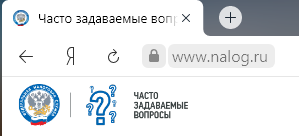 Часто задаваемые вопр
Я
www.nalog.ru
ЧАСТО
ЗАДАВАЕМЫЕ
ВОПРОСЫ